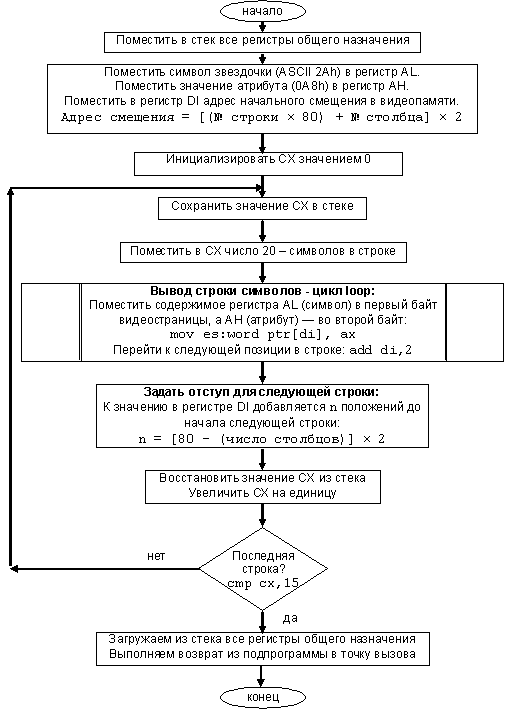 начало
Поместить в стек все регистры общего назначения
Поместить символ звездочки (ASCII 2Ah) в регистр AL.
Поместить значение атрибута (0A8h) в регистр AH.
Поместить в регистр DI адрес начального смещения в видеопамяти.
Адрес смещения = [(№ строки × 80) + № столбца] × 2
Инициализировать CX значением 0
Сохранить значение CX в стеке
Поместить в CX число 20 – символов в строке
Вывод строки символов - цикл loop:
Поместить содержимое регистра AL (символ) в первый байт
видеостраницы, а AH (атрибут) — во второй байт:
mov es:word ptr[di], ax
Перейти к следующей позиции в строке: add di,2
Задать отступ для следующей строки:
К значению в регистре DI добавляется n положений до
начала следующей строки:
n = [80 – (число столбцов)] × 2
Восстановить значение CX из стека
Увеличить CX на единицу
нет
Последняя
строка?
cmp cx,15
да
Загружаем из стека все регистры общего назначения
Выполняем возврат из подпрограммы в точку вызова
конец